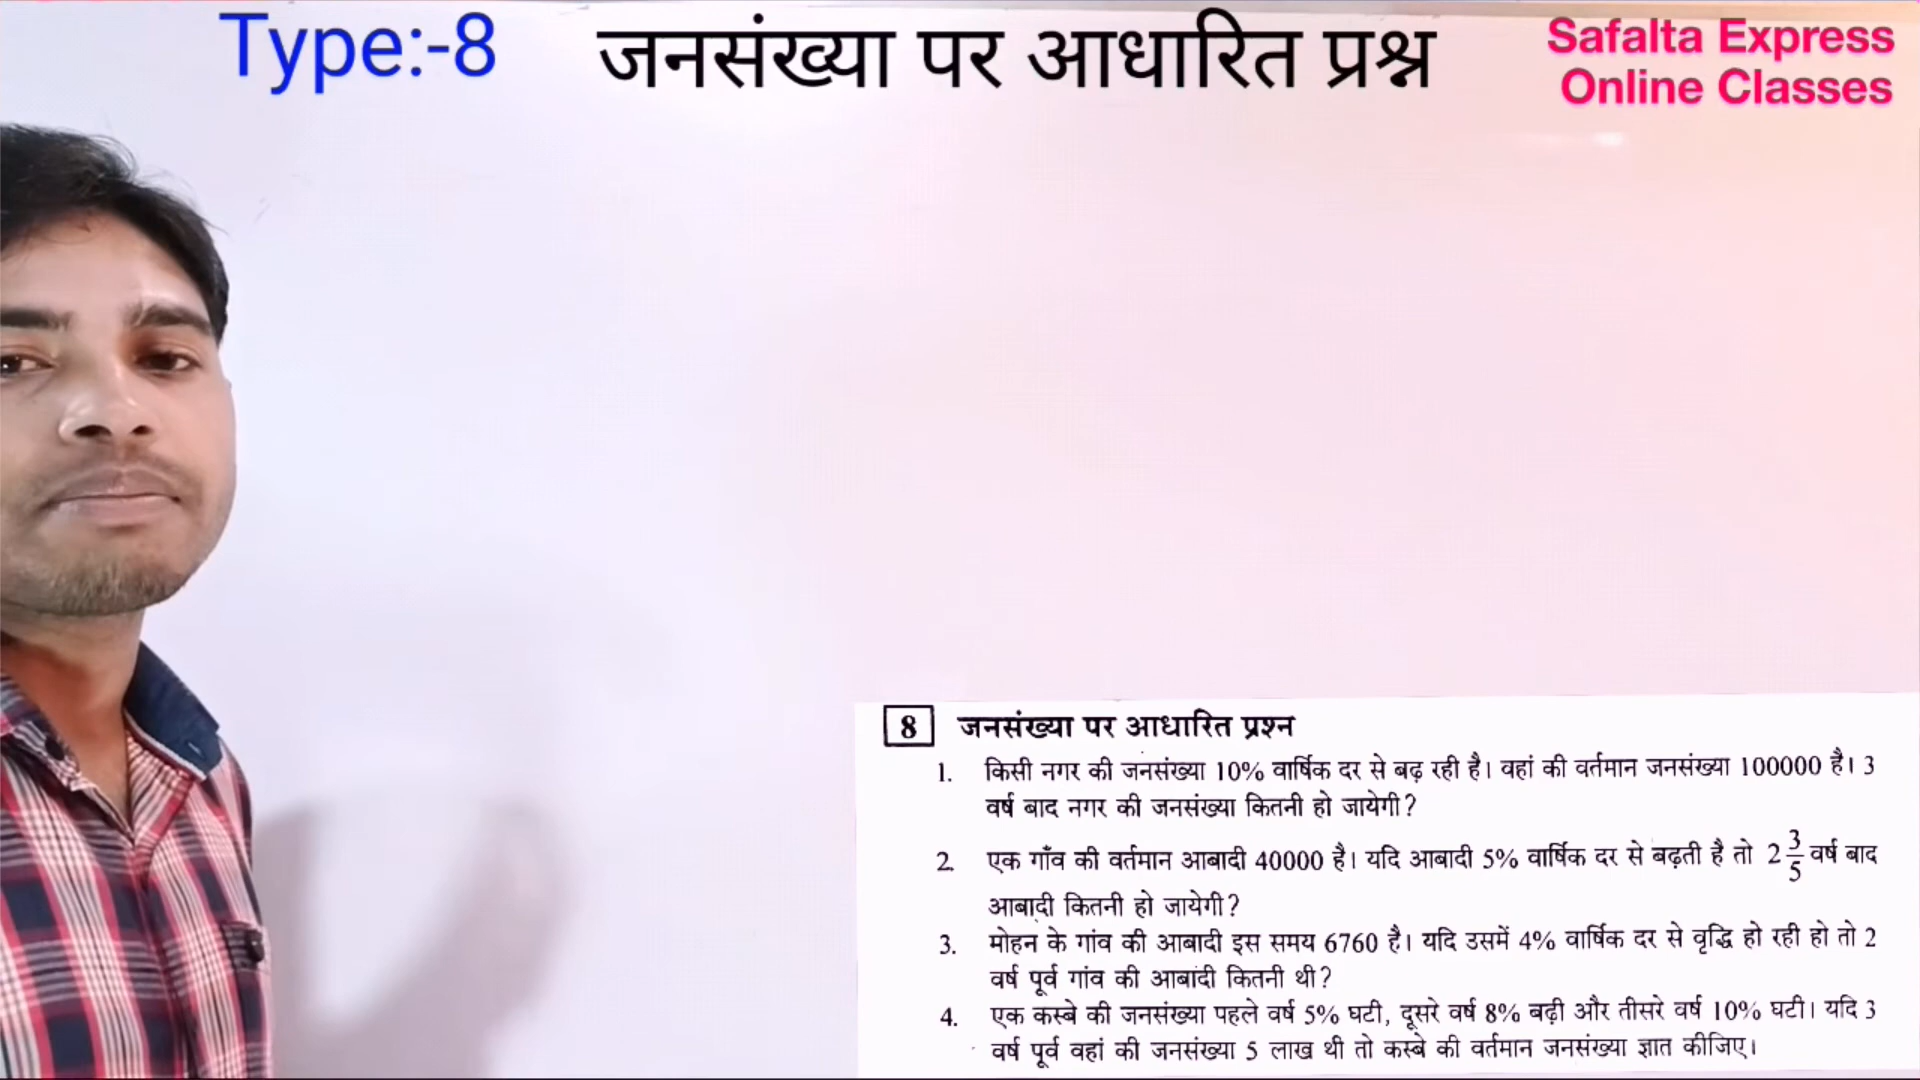 Type:-8 जनसंख्या पर आधारित प्रश्न
Safalta Express
Online Classes
8 जनसंख्या पर आधारित प्रश्न
1. किसी नगर की जनसंख्या 10% वार्षिक दर से बढ़ रही है। वहां की वर्तमान जनसंख्या 100000 है। 3
वर्ष बाद नगर की जनसंख्या कितनी हो जायेगी?
2. एक गाँव की वर्तमान आबादी 40000 है। यदि आबादी 5% वार्षिक दर से बढ़ती है तो 2 3/5 वर्ष बाद
आबादी कितनी हो जायेगी?
3. मोहन के गांव की आबादी इस समय 6760 है। यदि उसमें 4% वार्षिक दर से वृद्धि हो रही हो तो 2
वर्ष पूर्व गांव की आबादी कितनी थी?
4. एक कस्बे की जनसंख्या पहले वर्ष 5% घटी, दूसरे वर्ष 8% बढ़ी और तीसरे वर्ष 10% घटी। यदि 3
वर्ष पूर्व वहां की जनसंख्या 5 लाख थी तो कस्बे की वर्तमान जनसंख्या ज्ञात कीजिए।